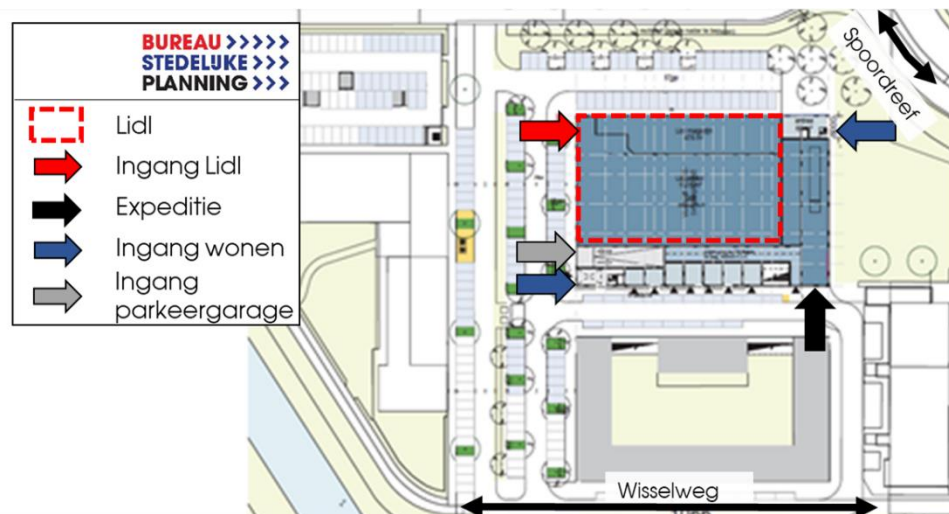 BUREAU >>>>>
STEDELIJKE >>>
PLANNING >>>>
Lidl
Ingang Lidl
Expeditie
Ingang wonen
Ingang
parkeergarage
Spoordreef
Wisselweg